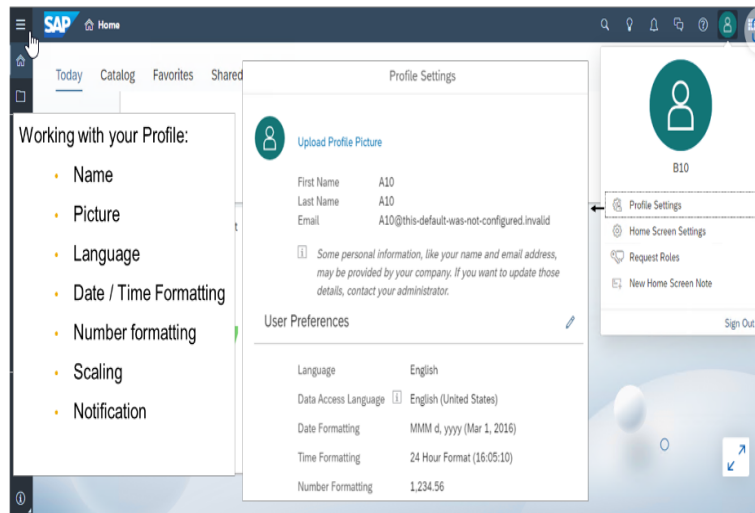 SAP Home
Today Catalog Favorites Shared
Working with your Profile:
Name
Picture
Language
Date / Time Formatting
Number formatting
Scaling
Notification
Profile Settings
Upload Profile Picture
First Name A10
Last Name A10
Email A10@this-default-was-not-configured.invalid
Some personal information, like your name and email address,
may be provided by your company. If you want to update those
details, contact your administrator.
User Preferences
Language English
Data Access Language English (United States)
Date Formatting MMM d, yyyy (Mar 1, 2016)
Time Formatting 24 Hour Format (16:05:10)
Number Formatting 1,234.56
B10
Profile Settings
Home Screen Settings
Request Roles
New Home Screen Note
Sign Out